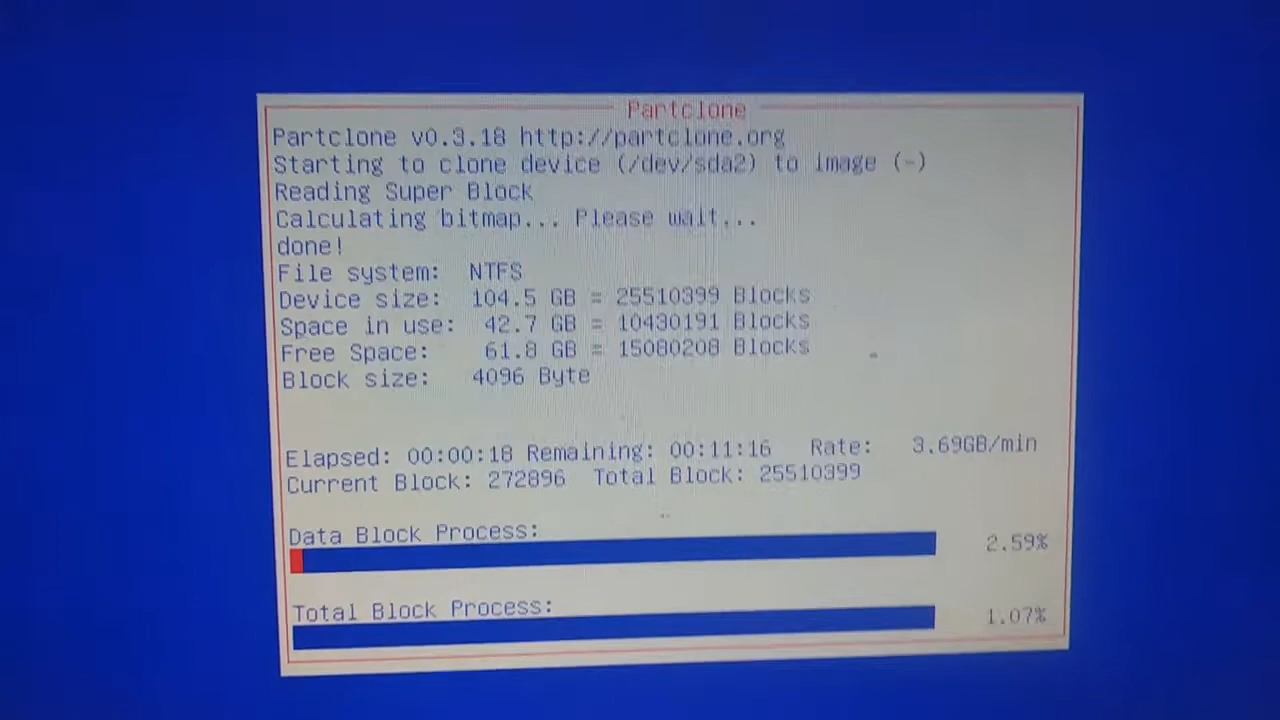 Partclone
Partclone v0.3.18 http://partclone.org
Starting to clone device (/dev/sda2) to image (-)
Reading Super Block
Calculating bitmap... Please wait...
done!
File system: NTFS
Device size: 104.5 GB = 25510399 Blocks
Space in use: 42.7 GB = 10430191 Blocks
Free Space: 61.8 GB = 15080208 Blocks
Block size: 4096 Byte
Elapsed: 00:00:18 Remaining: 00:11:16 Rate: 3.69GB/min
Current Block: 272896 Total Block: 25510399
Data Block Process:
2.59%
Total Block Process:
1.07%